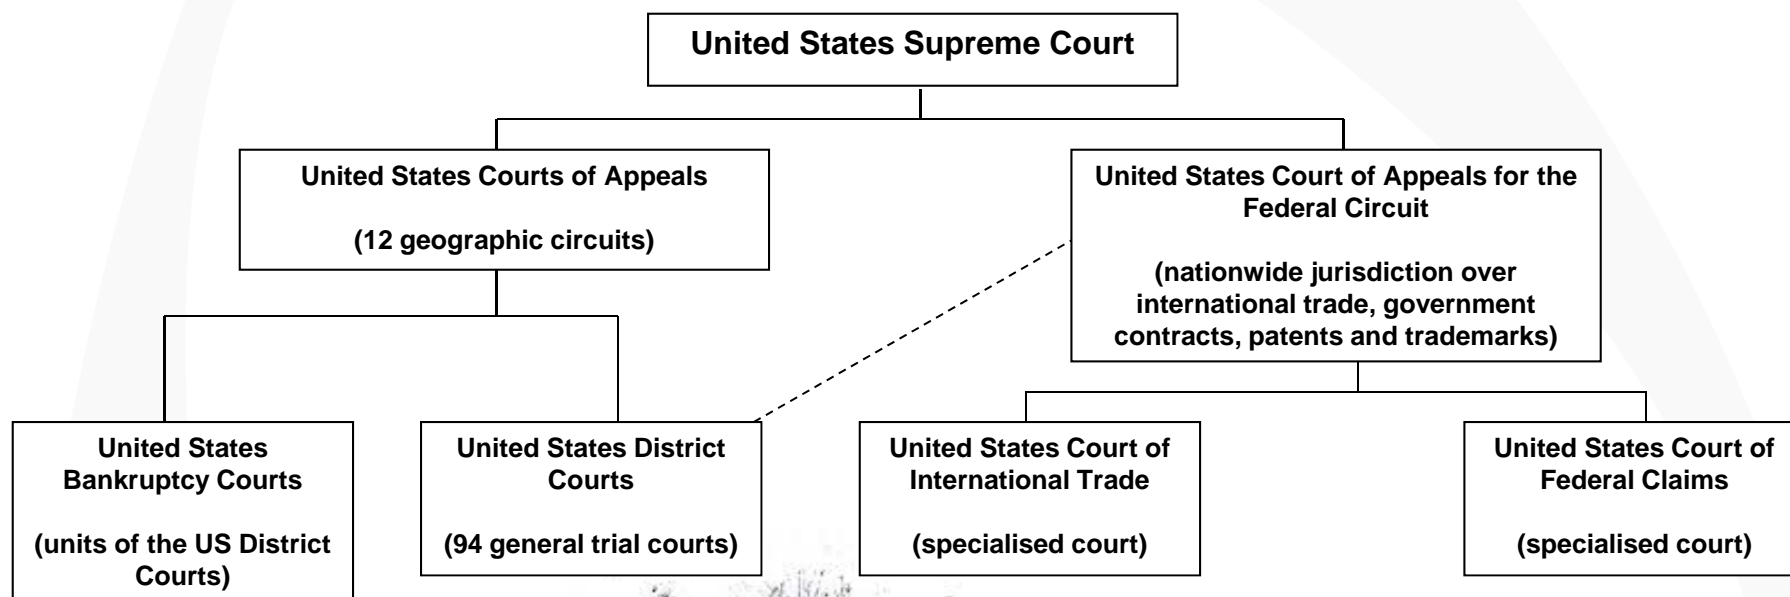 United States Supreme Court
United States Courts of Appeals
(12 geographic circuits)
United States Court of Appeals for the
Federal Circuit
(nationwide jurisdiction over
international trade, government
contracts, patents and trademarks)
United States
Bankruptcy Courts
(units of the US District
Courts)
United States District
Courts
(94 general trial courts)
United States Court of
International Trade
(specialised court)
United States Court of
Federal Claims
(specialised court)